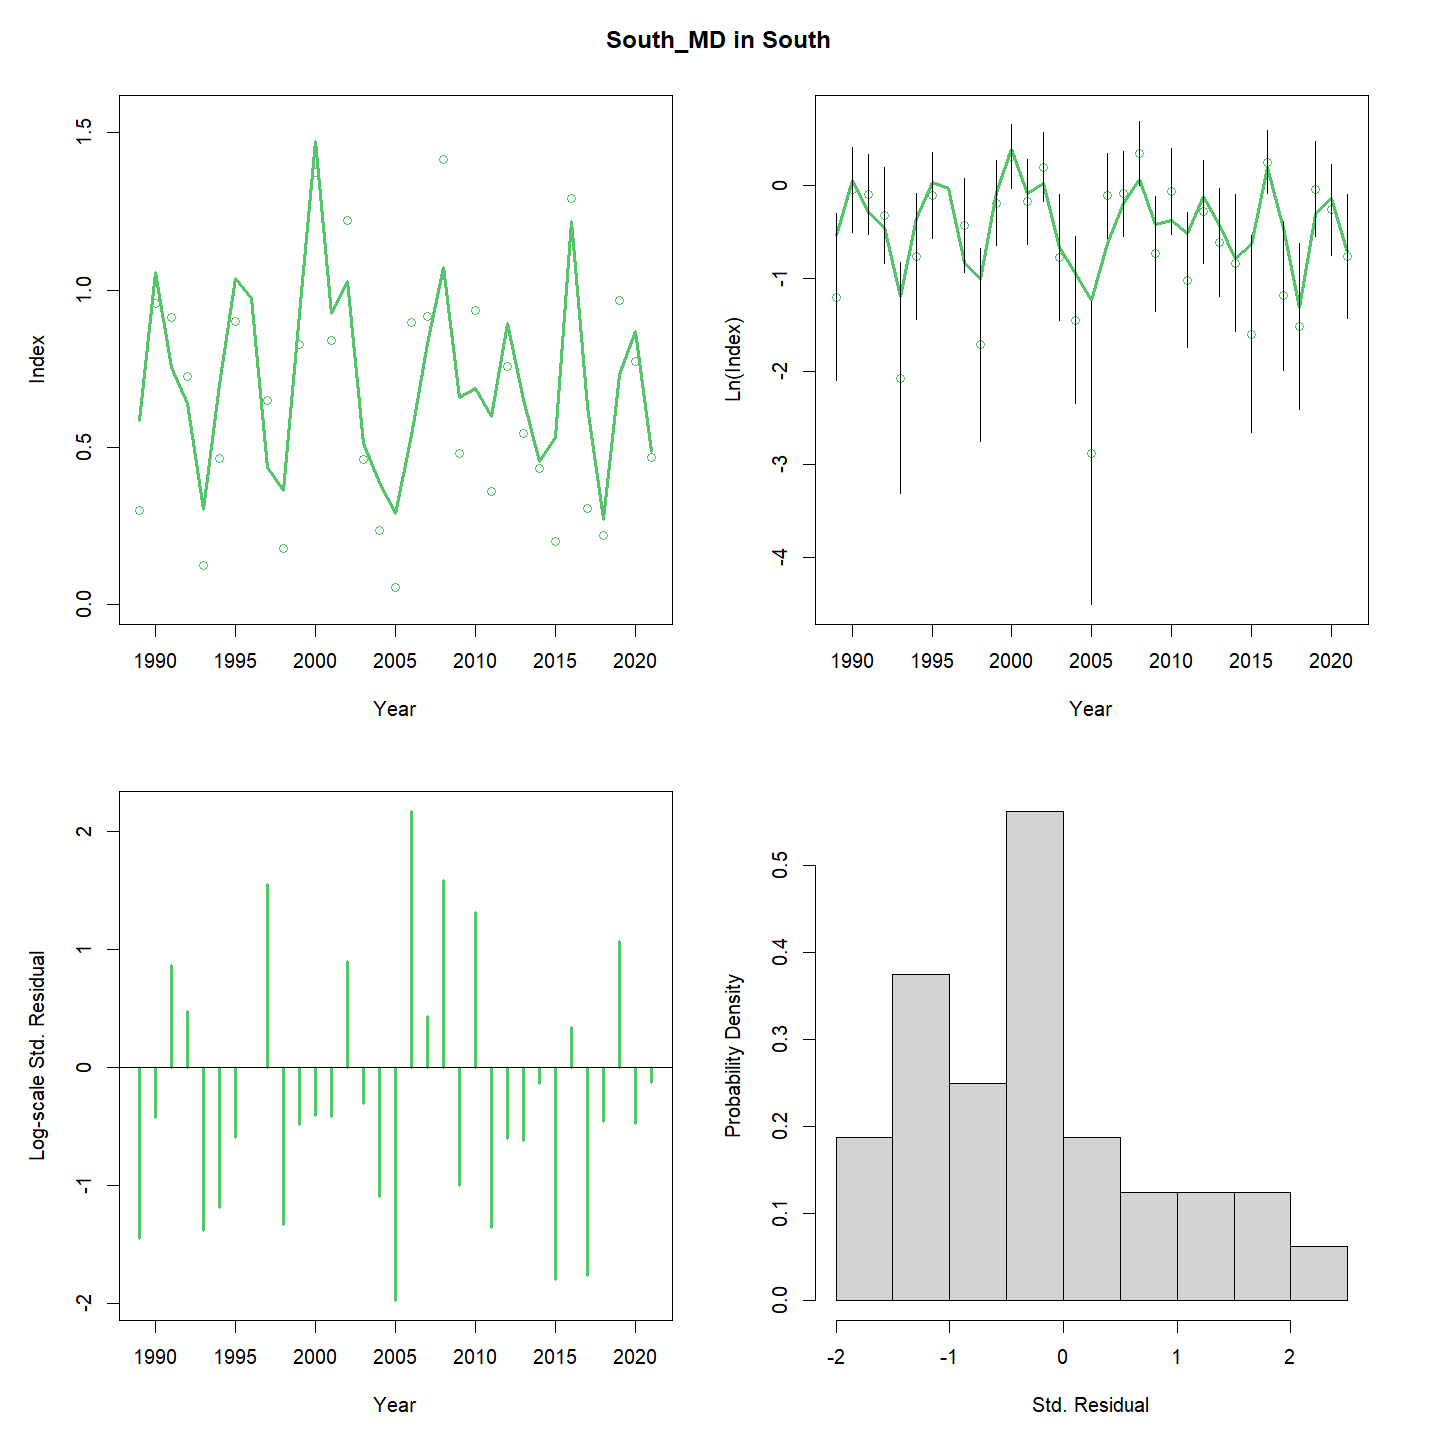 South_MD in South
Index
0.0 0.5 1.0 1.5
1990 1995 2000 2005 2010 2015 2020
Year
Ln(Index)
-4 -3 -2 -1 0
1990 1995 2000 2005 2010 2015 2020
Year
Log-scale Std. Residual
-2 -1 0 1 2
1990 1995 2000 2005 2010 2015 2020
Year
Probability Density
0.0 0.1 0.2 0.3 0.4 0.5
-2 -1 0 1 2
Std. Residual